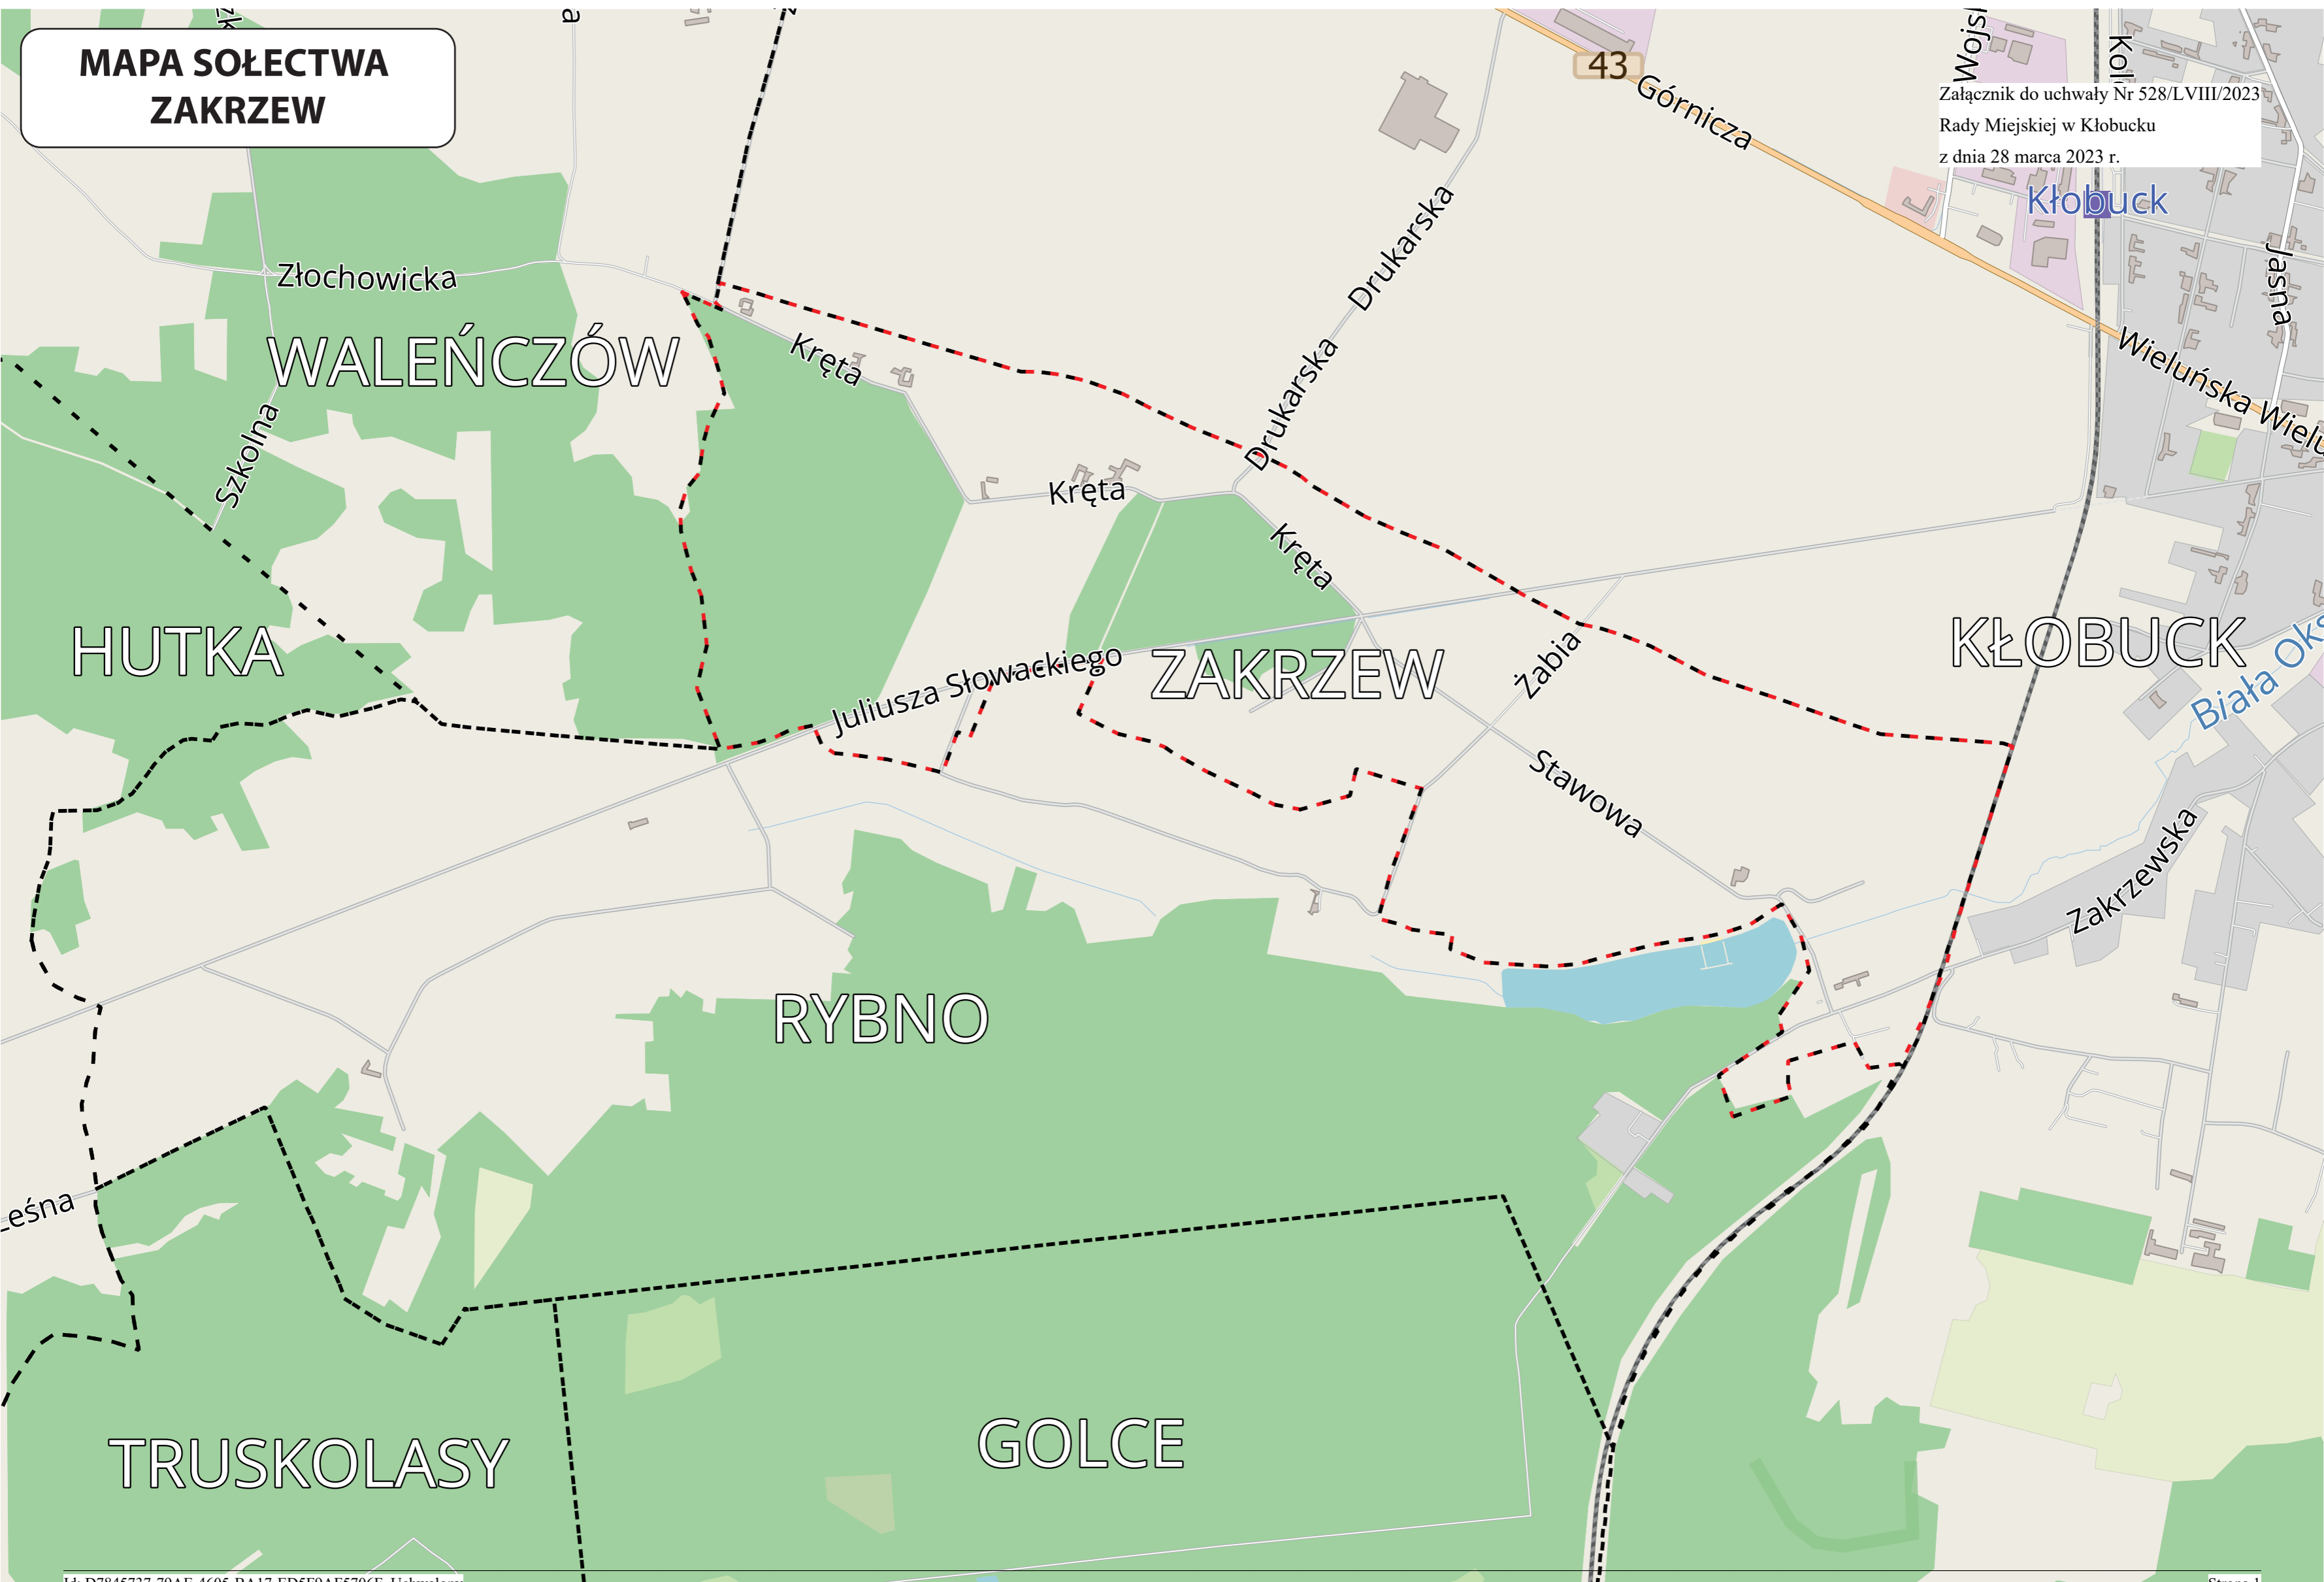 MAPA SOŁECTWA
ZAKRZEW
43
Górnicza
Załącznik do uchwały Nr 528/LVIII/2023
Rady Miejskiej w Kłobucku
z dnia 28 marca 2023 r.
Kłobuck
Jasna
Drukarska
Drukarska
Złochowicka
WALEŃCZÓW
Kręta
Wieluńska
Szkolna
Kręta
Kręta
HUTKA
Juliusza Słowackiego
ZAKRZEW
Żabia
KŁOBUCK
Biała
Stawowa
Zakrzewska
RYBNO
Leśna
TRUSKOLASY
GOLCE